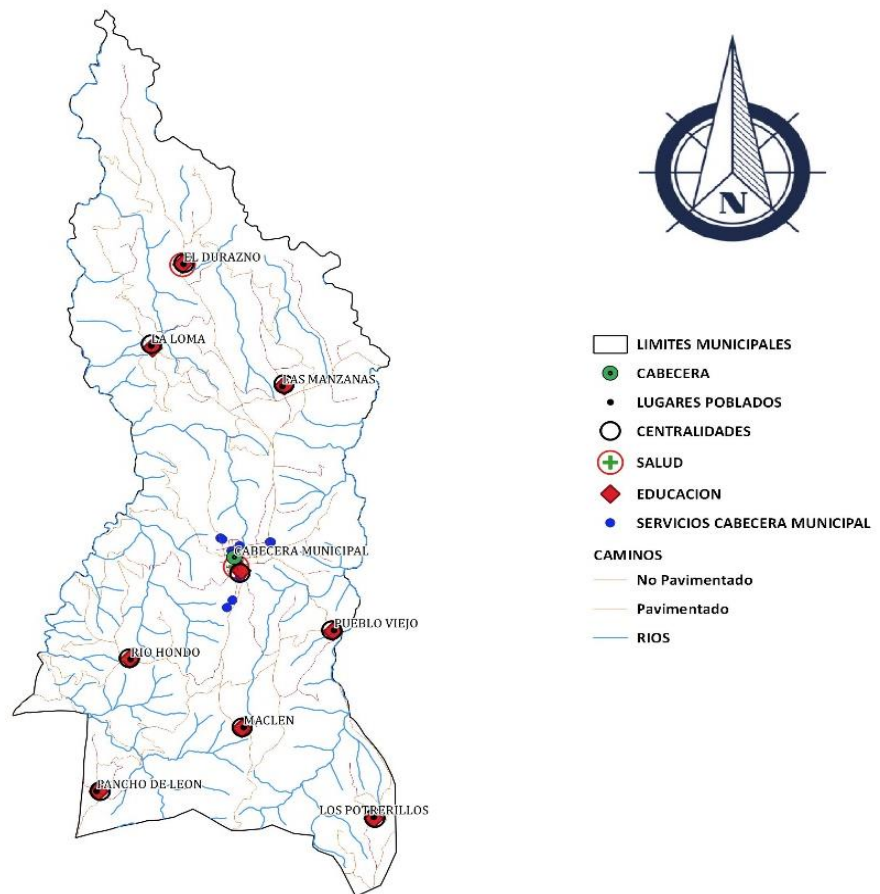 N
EL DURAZNO
LA LOMA
LAS MANZANAS
CABECERA MUNICIPAL
PUEBLO VIEJO
RIO HONDO
MACLEN
PANCHO DE LEON
LOS POTRERILLOS
LIMITES MUNICIPALES
CABECERA
LUGARES POBLADOS
CENTRALIDADES
SALUD
EDUCACION
SERVICIOS CABECERA MUNICIPAL
CAMINOS
No Pavimentado
Pavimentado
RIOS